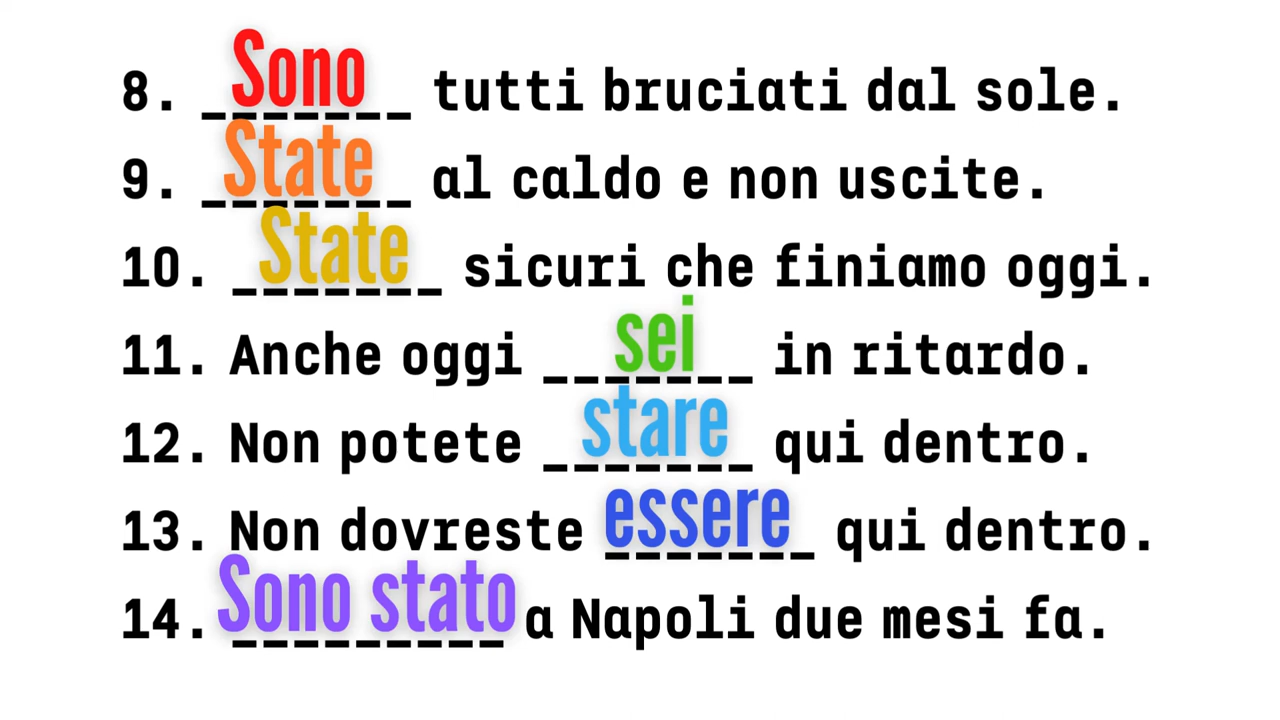 8. Sono tutti bruciati dal sole.
9. State al caldo e non uscite.
10. State sicuri che finiamo oggi.
11. Anche oggi sei in ritardo.
12. Non potete stare qui dentro.
13. Non dovreste essere qui dentro.
14. Sono stato a Napoli due mesi fa.